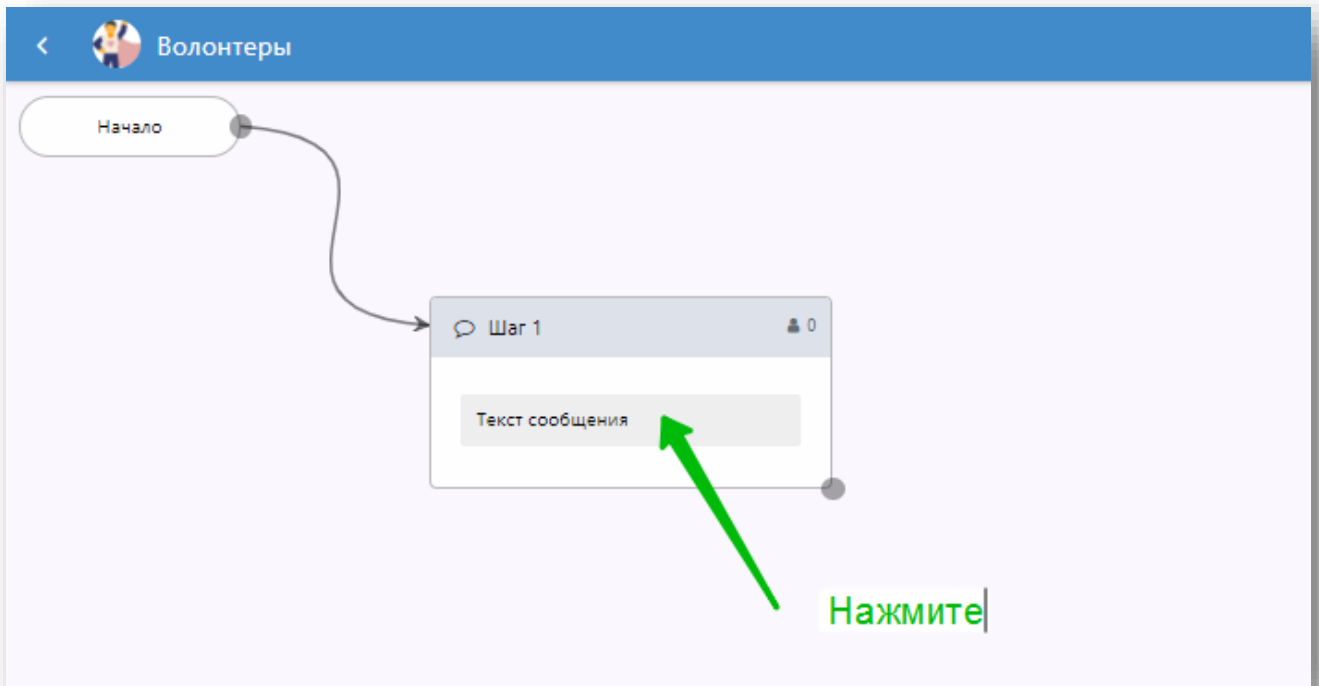 Волонтеры
Начало
Шаг 1
0
Текст сообщения
Нажмите